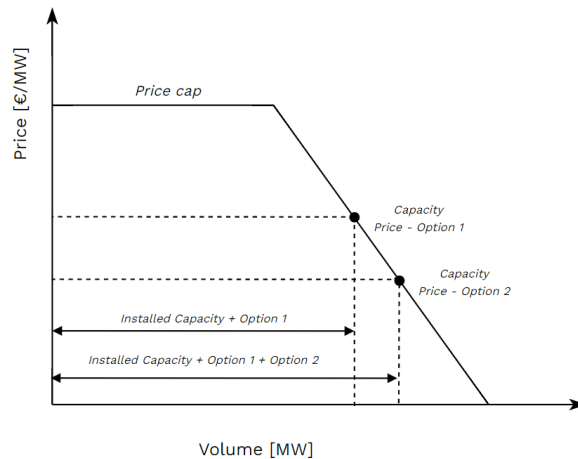 Price [€/MW]
Price cap
Capacity
Price - Option 1
Capacity
Price - Option 2
Installed Capacity + Option 1
Installed Capacity + Option 1 + Option 2
Volume [MW]